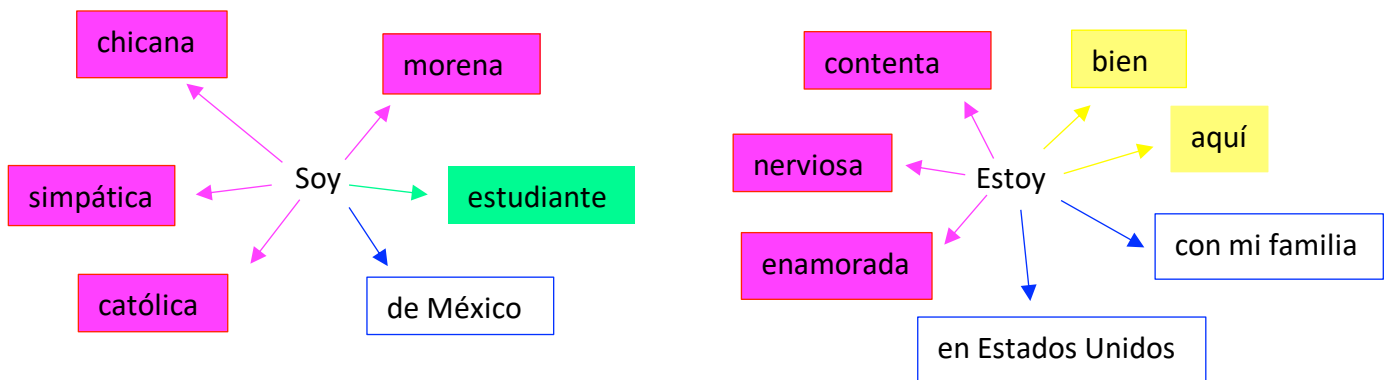 chicana
morena
simpática
Soy
estudiante
católica
de México
contenta
bien
aquí
nerviosa
Estoy
con mi familia
enamorada
en Estados Unidos